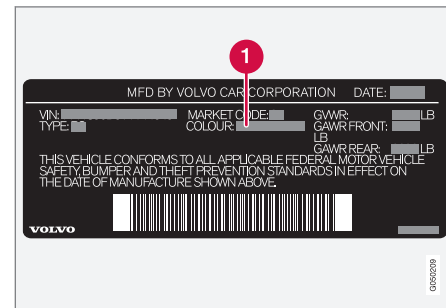 1
MFD BY VOLVO CAR CORPORATION DATE:
VIN: MARKET CODE: GVWR: LB
TYPE: COLOUR: GAWR FRONT:
LB
GAWR REAR: LB
THIS VEHICLE CONFORMS TO ALL APPLICABLE FEDERAL MOTOR VEHICLE
SAFETY, BUMPER AND THEFT PREVENTION STANDARDS IN EFFECT ON
THE DATE OF MANUFACTURE SHOWN ABOVE.
VOLVO
G050209